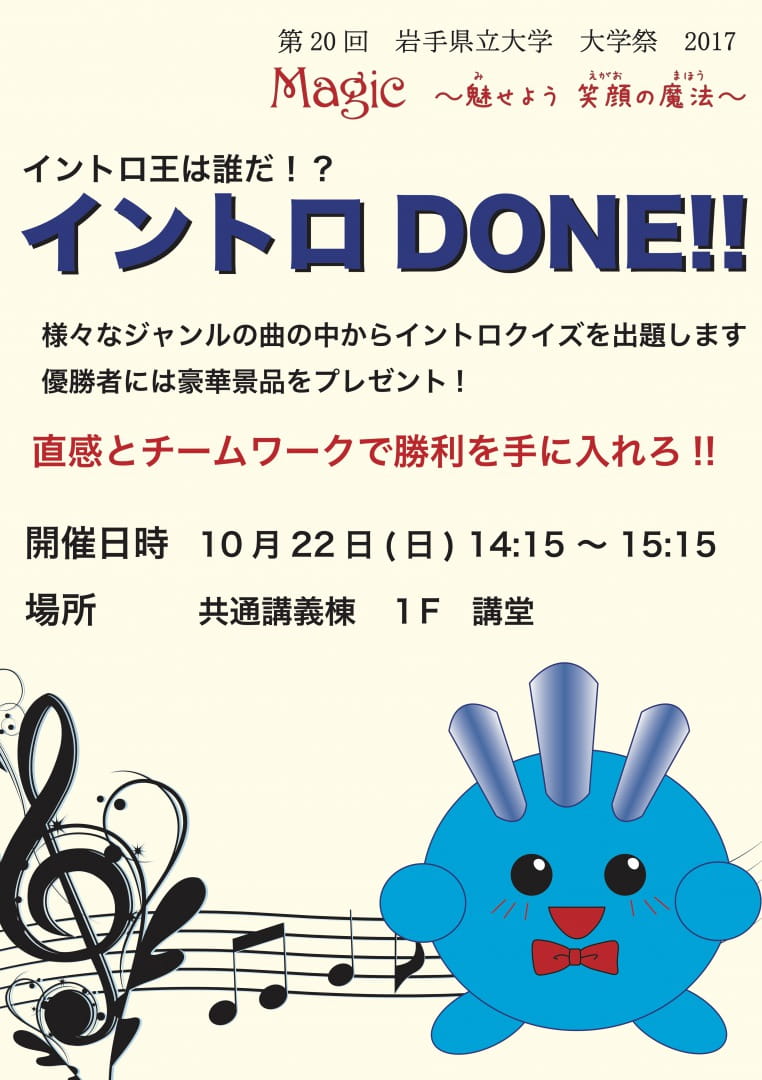 第20回　岩手県立大学　大学祭　2017
Magic　～魅せよう 笑顔の魔法～
み　えがお　まほう
イントロ王は誰だ！？
イントロ DONE!!
様々なジャンルの曲の中からイントロクイズを出題します
優勝者には豪華景品をプレゼント！
直感とチームワークで勝利を手に入れろ !!
開催日時　10 月 22 日 ( 日 ) 14:15 ～ 15:15
場所　共通講義棟　1F　講堂